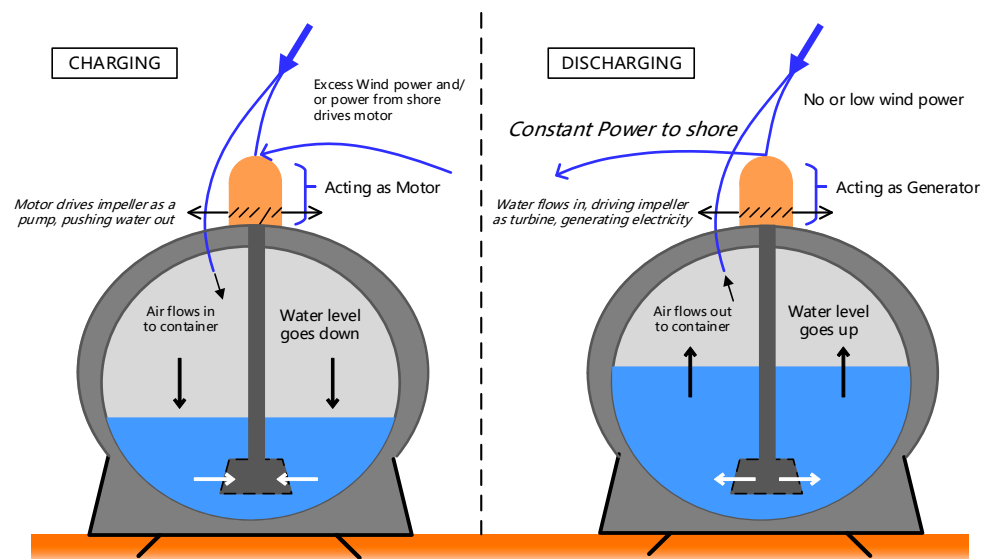 CHARGING
Excess Wind power and/
or power from shore
drives motor
Acting as Motor
Motor drives impeller as a
pump, pushing water out
Air flows in
to container
Water level
goes down
DISCHARGING
No or low wind power
Constant Power to shore
Acting as Generator
Water flows in, driving impeller
as turbine, generating electricity
Air flows out
to container
Water level
goes up